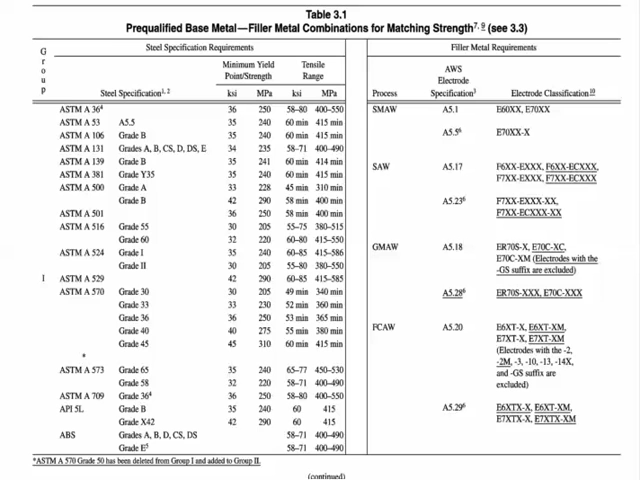 Table 3.1
Prequalified Base Metal—Filler Metal Combinations for Matching Strength7, 9 (see 3.3)
Group
Steel Specification Requirements
Filler Metal Requirements
Steel Specification1, 2
Minimum Yield Point/Strength
Tensile Range
ksi MPa ksi MPa
Process
AWS Electrode Specification3
Electrode Classification10
I
ASTM A 364 36 250 58–80 400–550
ASTM A 53 A5.5 35 240 60 min 415 min
ASTM A 106 Grade B 35 240 60 min 415 min
ASTM A 131 Grades A, B, CS, D, DS, E 34 235 58–71 400–490
ASTM A 139 Grade B 35 241 60 min 414 min
ASTM A 381 Grade Y35 35 240 60 min 415 min
ASTM A 500 Grade A 33 228 45 min 310 min
Grade B 42 290 58 min 400 min
ASTM A 501 36 250 58 min 400 min
ASTM A 516 Grade 55 30 205 55–75 380–515
Grade 60 32 220 60–80 415–550
ASTM A 524 Grade I 35 240 60–85 415–586
Grade II 30 205 55–80 380–550
ASTM A 529 42 290 60–85 415–585
ASTM A 570 Grade 30 30 205 49 min 340 min
Grade 33 33 230 52 min 360 min
Grade 36 36 250 53 min 365 min
Grade 40 40 275 55 min 380 min
Grade 45 45 310 60 min 415 min
*
ASTM A 573 Grade 65 35 240 65–77 450–530
Grade 58 32 220 58–71 400–490
ASTM A 709 Grade 364 36 250 58–80 400–550
API 5L Grade B 35 240 60 415
Grade X42 42 290 60 415
ABS Grades A, B, D, CS, DS 58–71 400–490
Grade E5 58–71 400–490
SMAW A5.1 E60XX, E70XX
A5.56 E70XX-X
SAW A5.17 F6XX-EXXX, F6XX-ECXXX,
F7XX-EXXX, F7XX-ECXXX
A5.236 F7XX-EXXX-XX,
F7XX-ECXXX-XX
GMAW A5.18 ER70S-X, E70C-XC,
E70C-XM (Electrodes with the
-GS suffix are excluded)
A5.286 ER70S-XXX, E70C-XXX
FCAW A5.20 E6XT-X, E6XT-XM,
E7XT-X, E7XT-XM
(Electrodes with the -2,
-2M, -3, -10, -13, -14X,
and -GS suffix are
excluded)
A5.296 E6XTX-X, E6XT-XM,
E7XTX-X, E7XTX-XM
*ASTM A 570 Grade 50 has been deleted from Group I and added to Group II.
(continued)